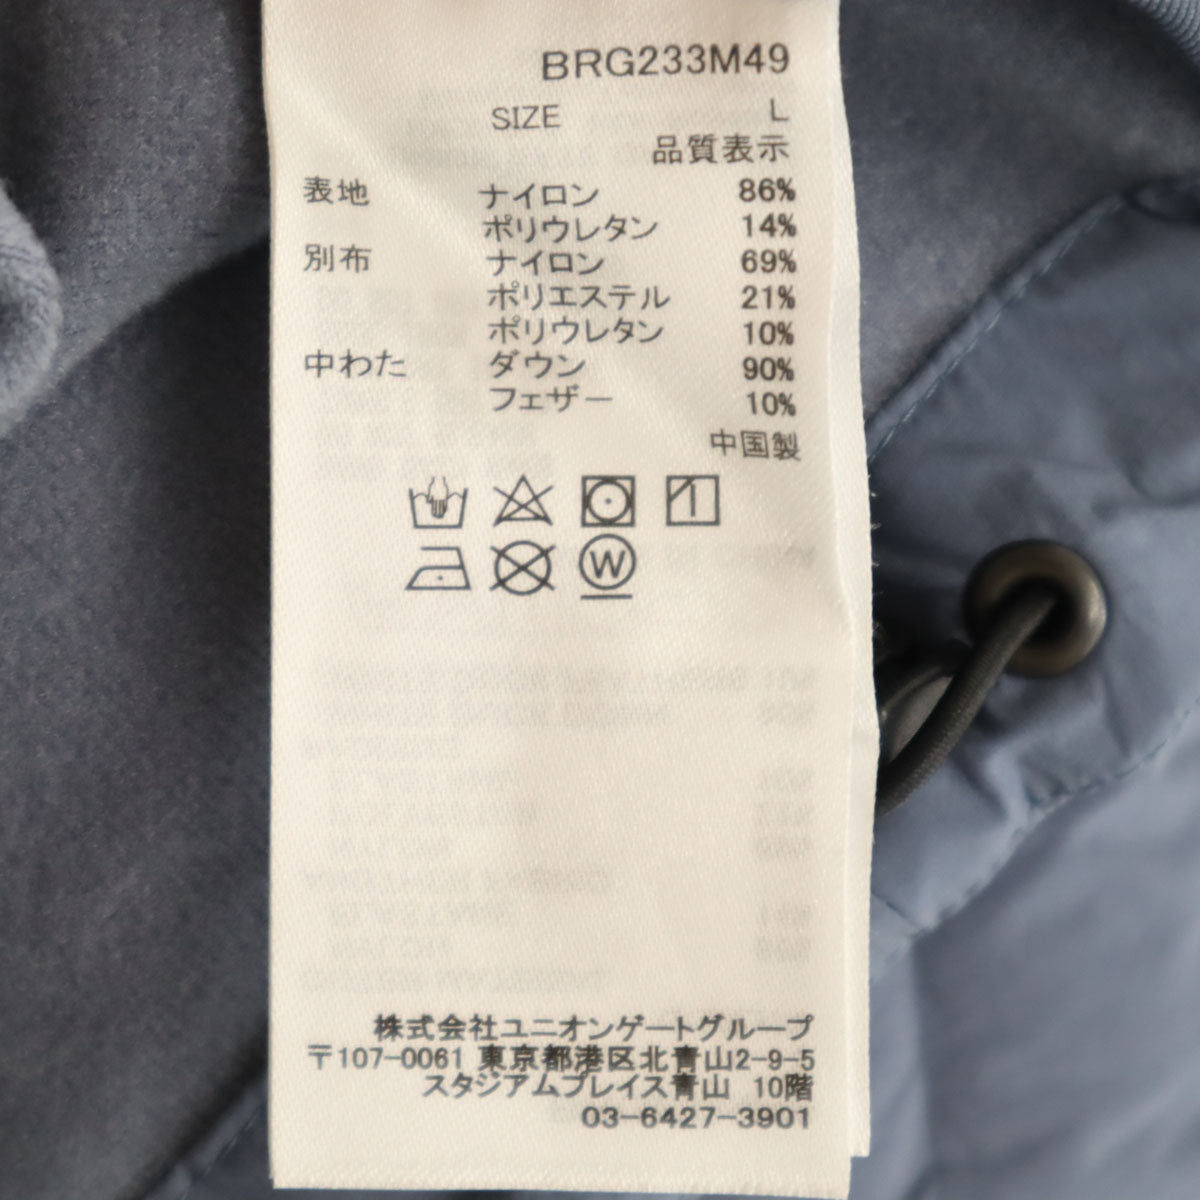 BRG233M49
SIZE L
品質表示
表地 ナイロン 86%
ポリウレタン 14%
別布 ナイロン 69%
ポリエステル 21%
ポリウレタン 10%
中わた ダウン 90%
フェザー 10%
中国製
W
株式会社ユニオンゲートグループ
〒107-0061 東京都港区北青山2-9-5
スタジアムプレイス青山 10階
03-6427-3901